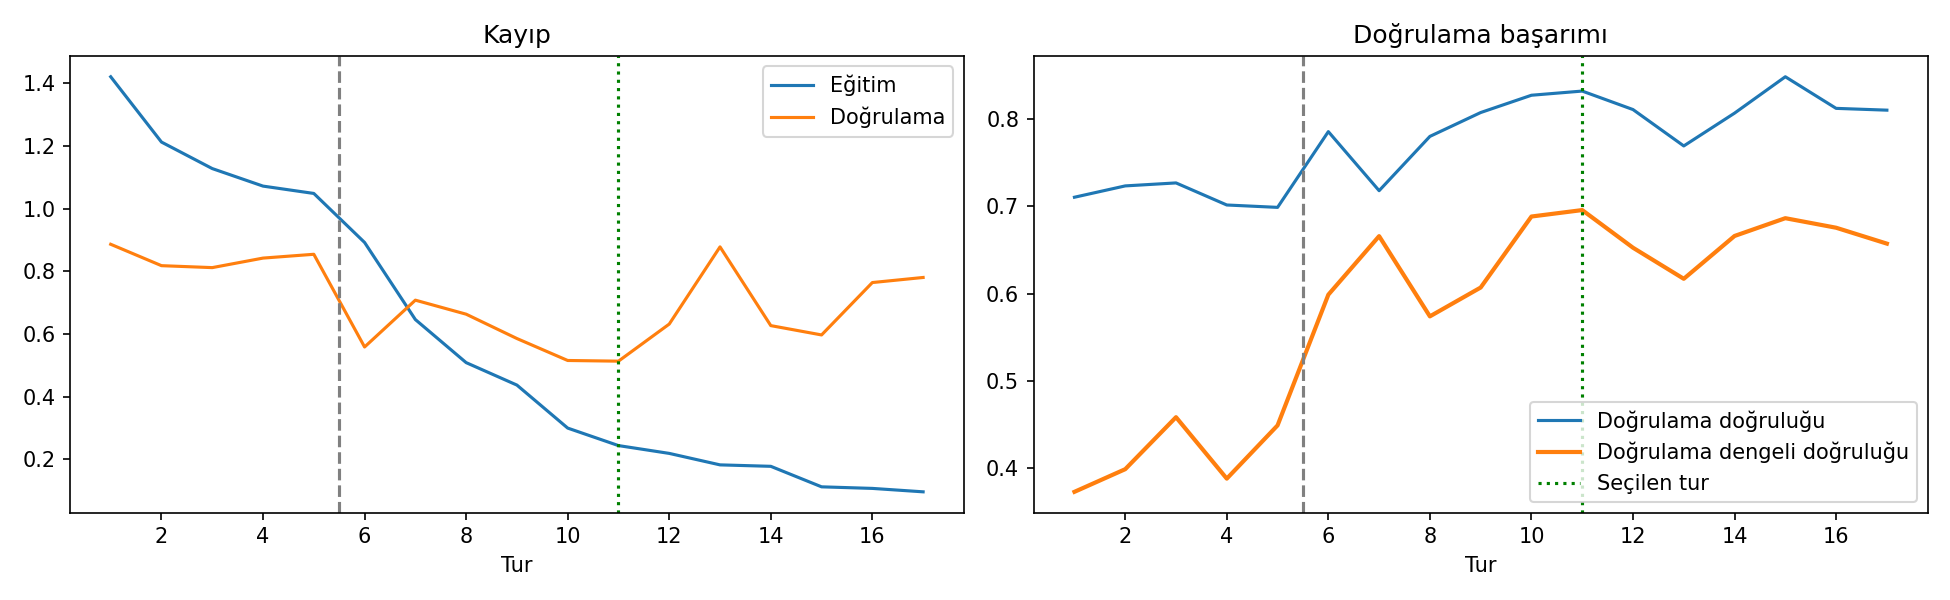 Kayıp
1.4
1.2
1.0
0.8
0.6
0.4
0.2
Eğitim
Doğrulama
2 4 6 8 10 12 14 16
Tur
Doğrulama başarımı
0.8
0.7
0.6
0.5
0.4
Doğrulama doğruluğu
Doğrulama dengeli doğruluğu
Seçilen tur
2 4 6 8 10 12 14 16
Tur